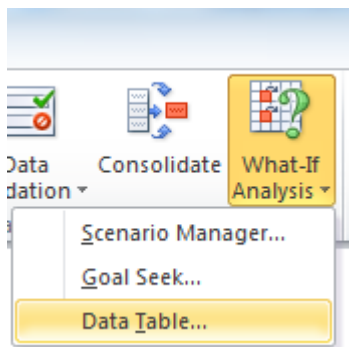 Data Consolidate What-If
dation Analysis
Scenario Manager...
Goal Seek...
Data Table...